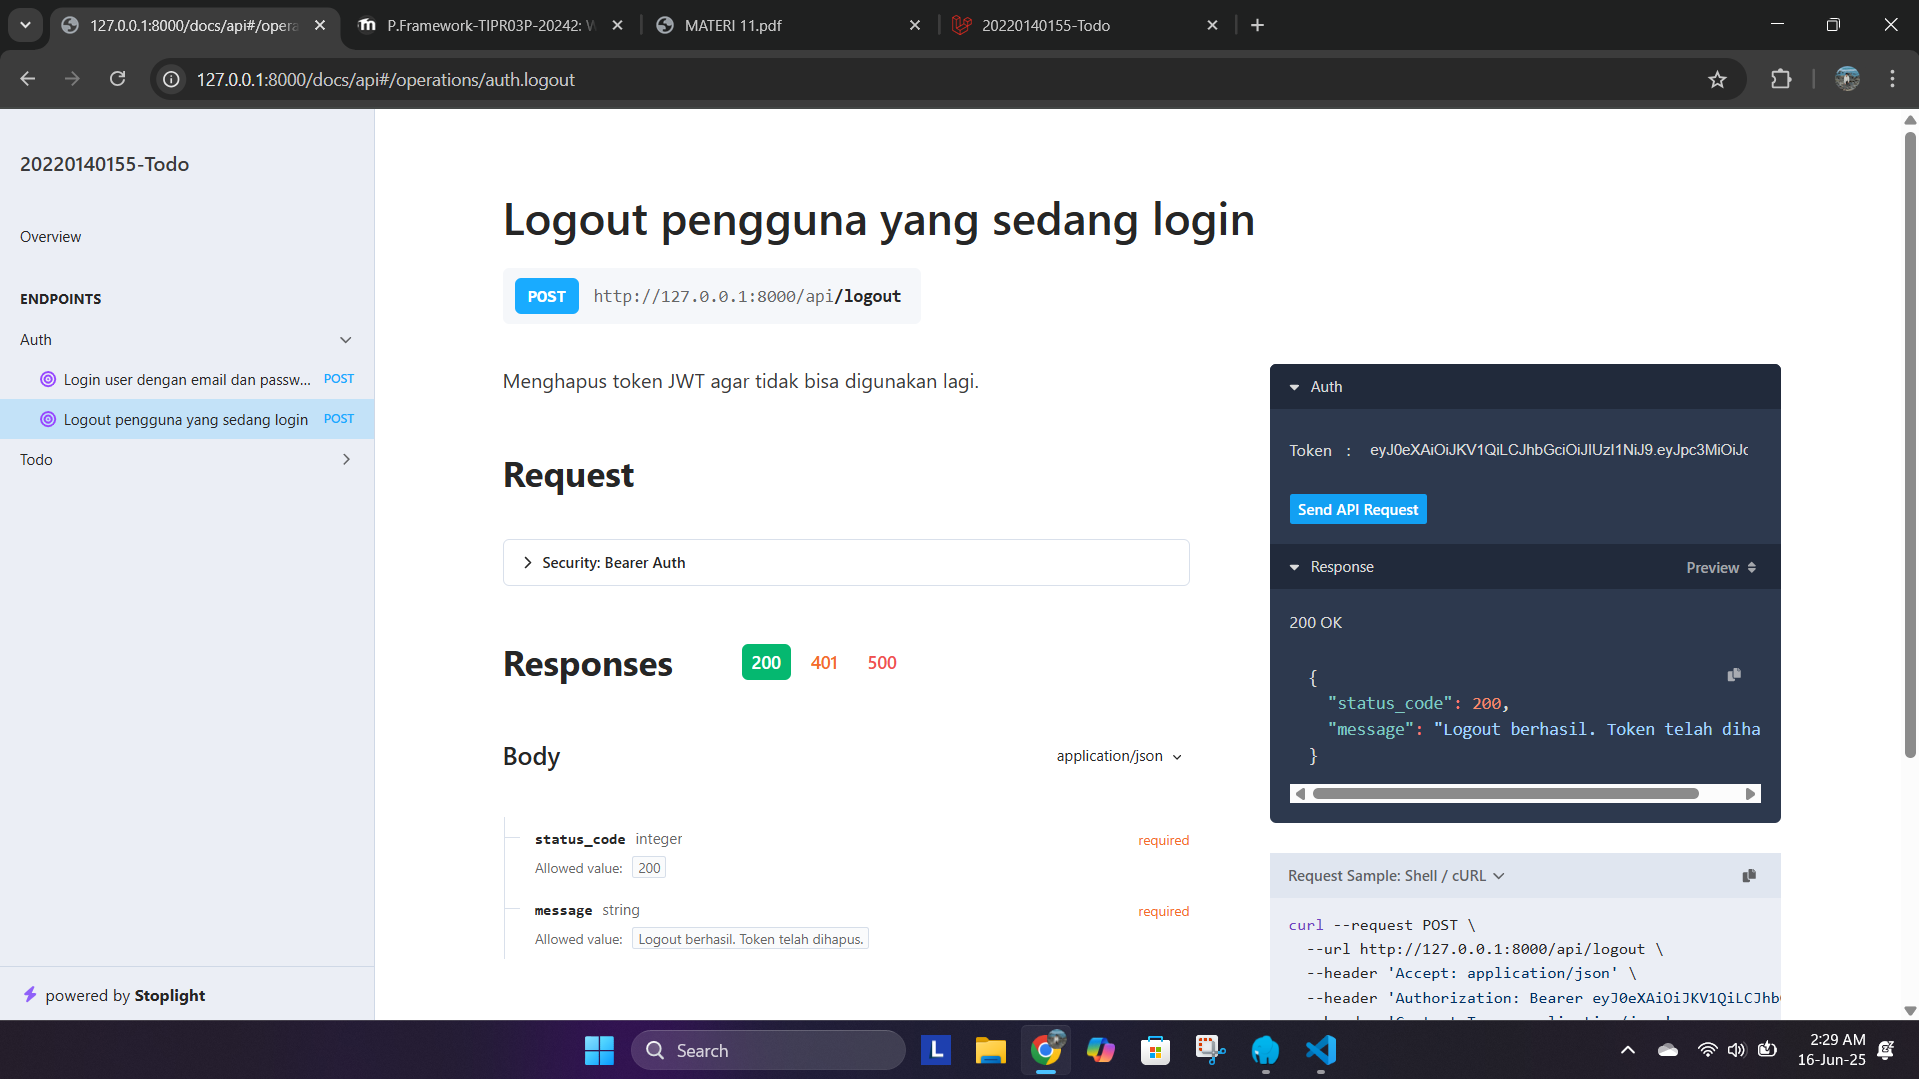 127.0.0.1:8000/docs/api#/opera
P.Framework-TIPR03P-20242: W
MATERI 11.pdf
20220140155-Todo
127.0.0.1:8000/docs/api#/operations/auth.logout
20220140155-Todo
Overview
ENDPOINTS
Auth
Login user dengan email dan passw... POST
Logout pengguna yang sedang login POST
Todo
powered by Stoplight
Logout pengguna yang sedang login
POST http://127.0.0.1:8000/api/logout
Menghapus token JWT agar tidak bisa digunakan lagi.
Request
Security: Bearer Auth
Responses 200 401 500
Body application/json
status_code integer required
Allowed value: 200
message string required
Allowed value: Logout berhasil. Token telah dihapus.
Auth
Token : eyJ0eXAiOiJKV1QiLCJhbGciOiJIUzI1NiJ9.eyJpc3MiOiJc
Send API Request
Response Preview
200 OK
{
"status_code": 200,
"message": "Logout berhasil. Token telah diha
}
Request Sample: Shell / cURL
curl --request POST \
--url http://127.0.0.1:8000/api/logout \
--header 'Accept: application/json' \
--header 'Authorization: Bearer eyJ0eXAiOiJKV1QiLCJhb
Search
L
2:29 AM
16-Jun-25